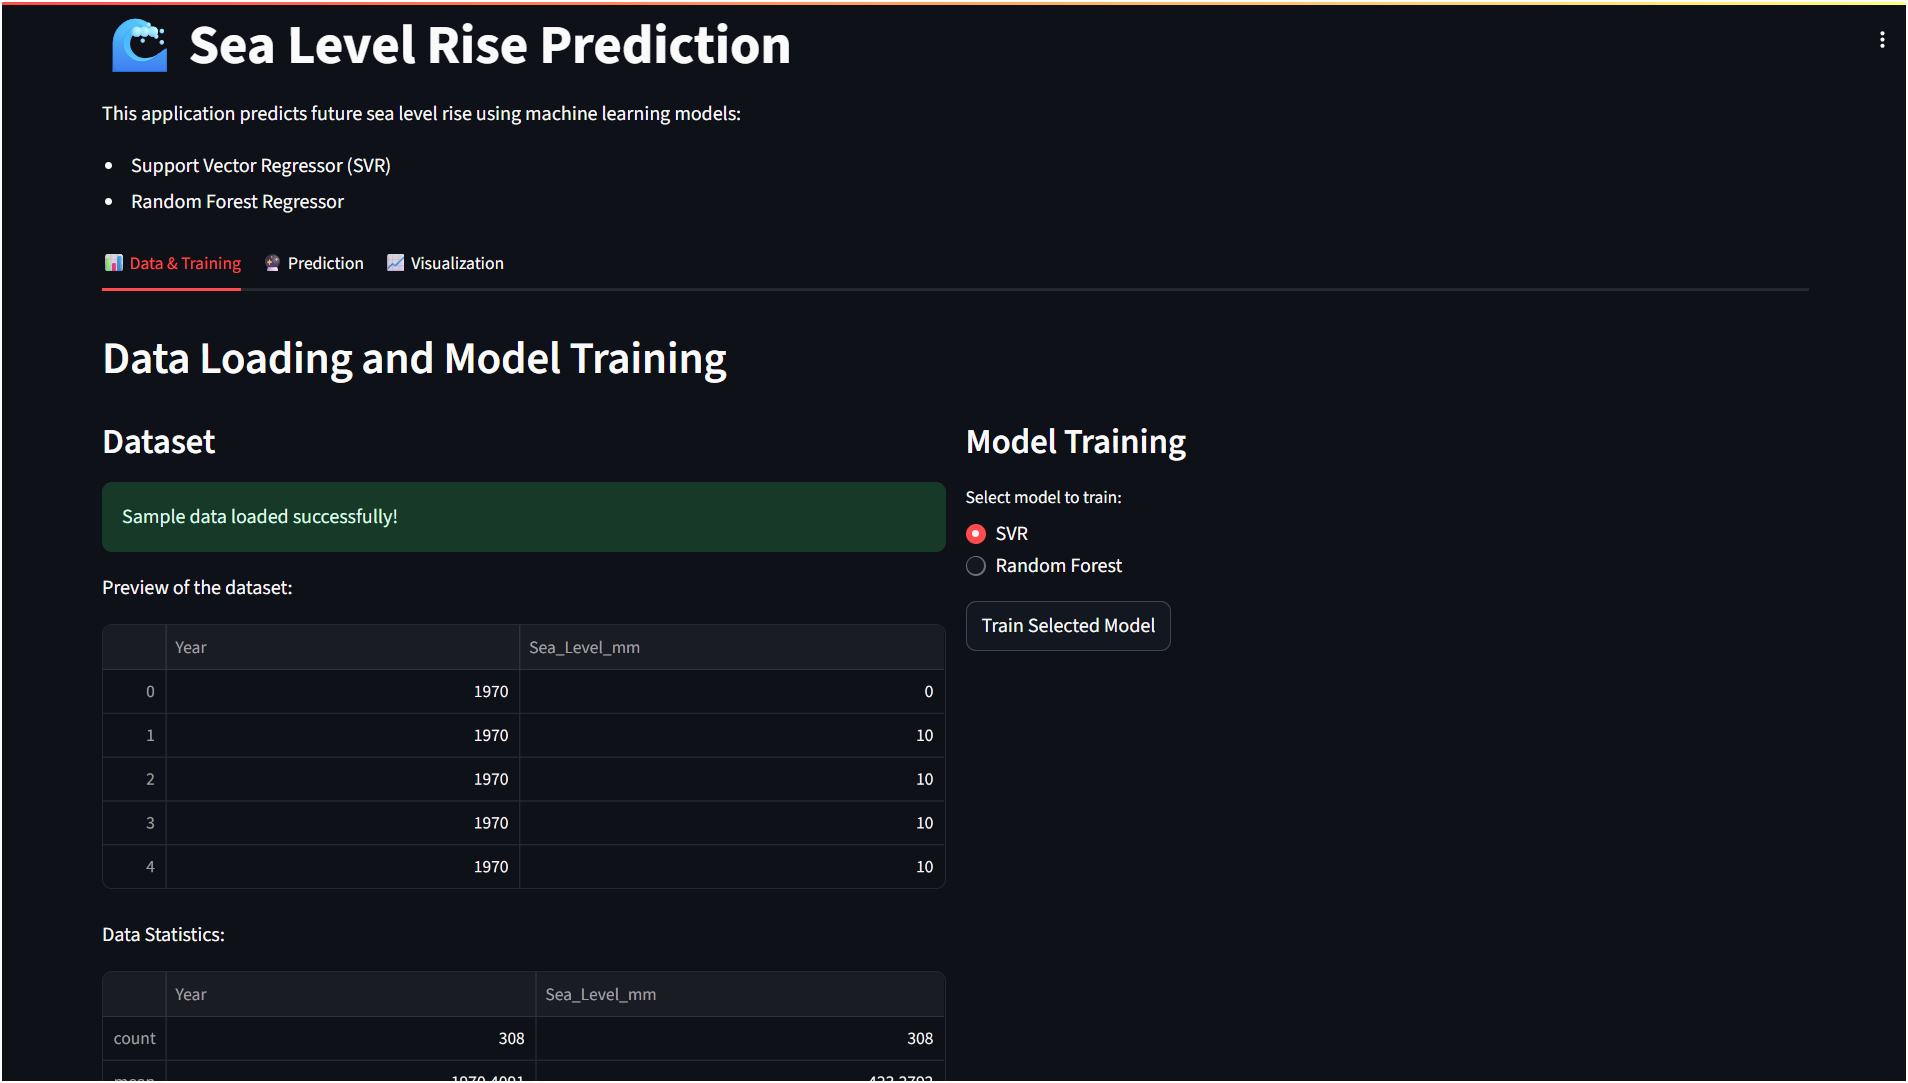 Sea Level Rise Prediction
This application predicts future sea level rise using machine learning models:
Support Vector Regressor (SVR)
Random Forest Regressor
Data & Training Prediction Visualization
Data Loading and Model Training
Dataset
Sample data loaded successfully!
Preview of the dataset:
Year Sea_Level_mm
0 1970 0
1 1970 10
2 1970 10
3 1970 10
4 1970 10
Data Statistics:
Year Sea_Level_mm
count 308 308
Model Training
Select model to train:
SVR
Random Forest
Train Selected Model